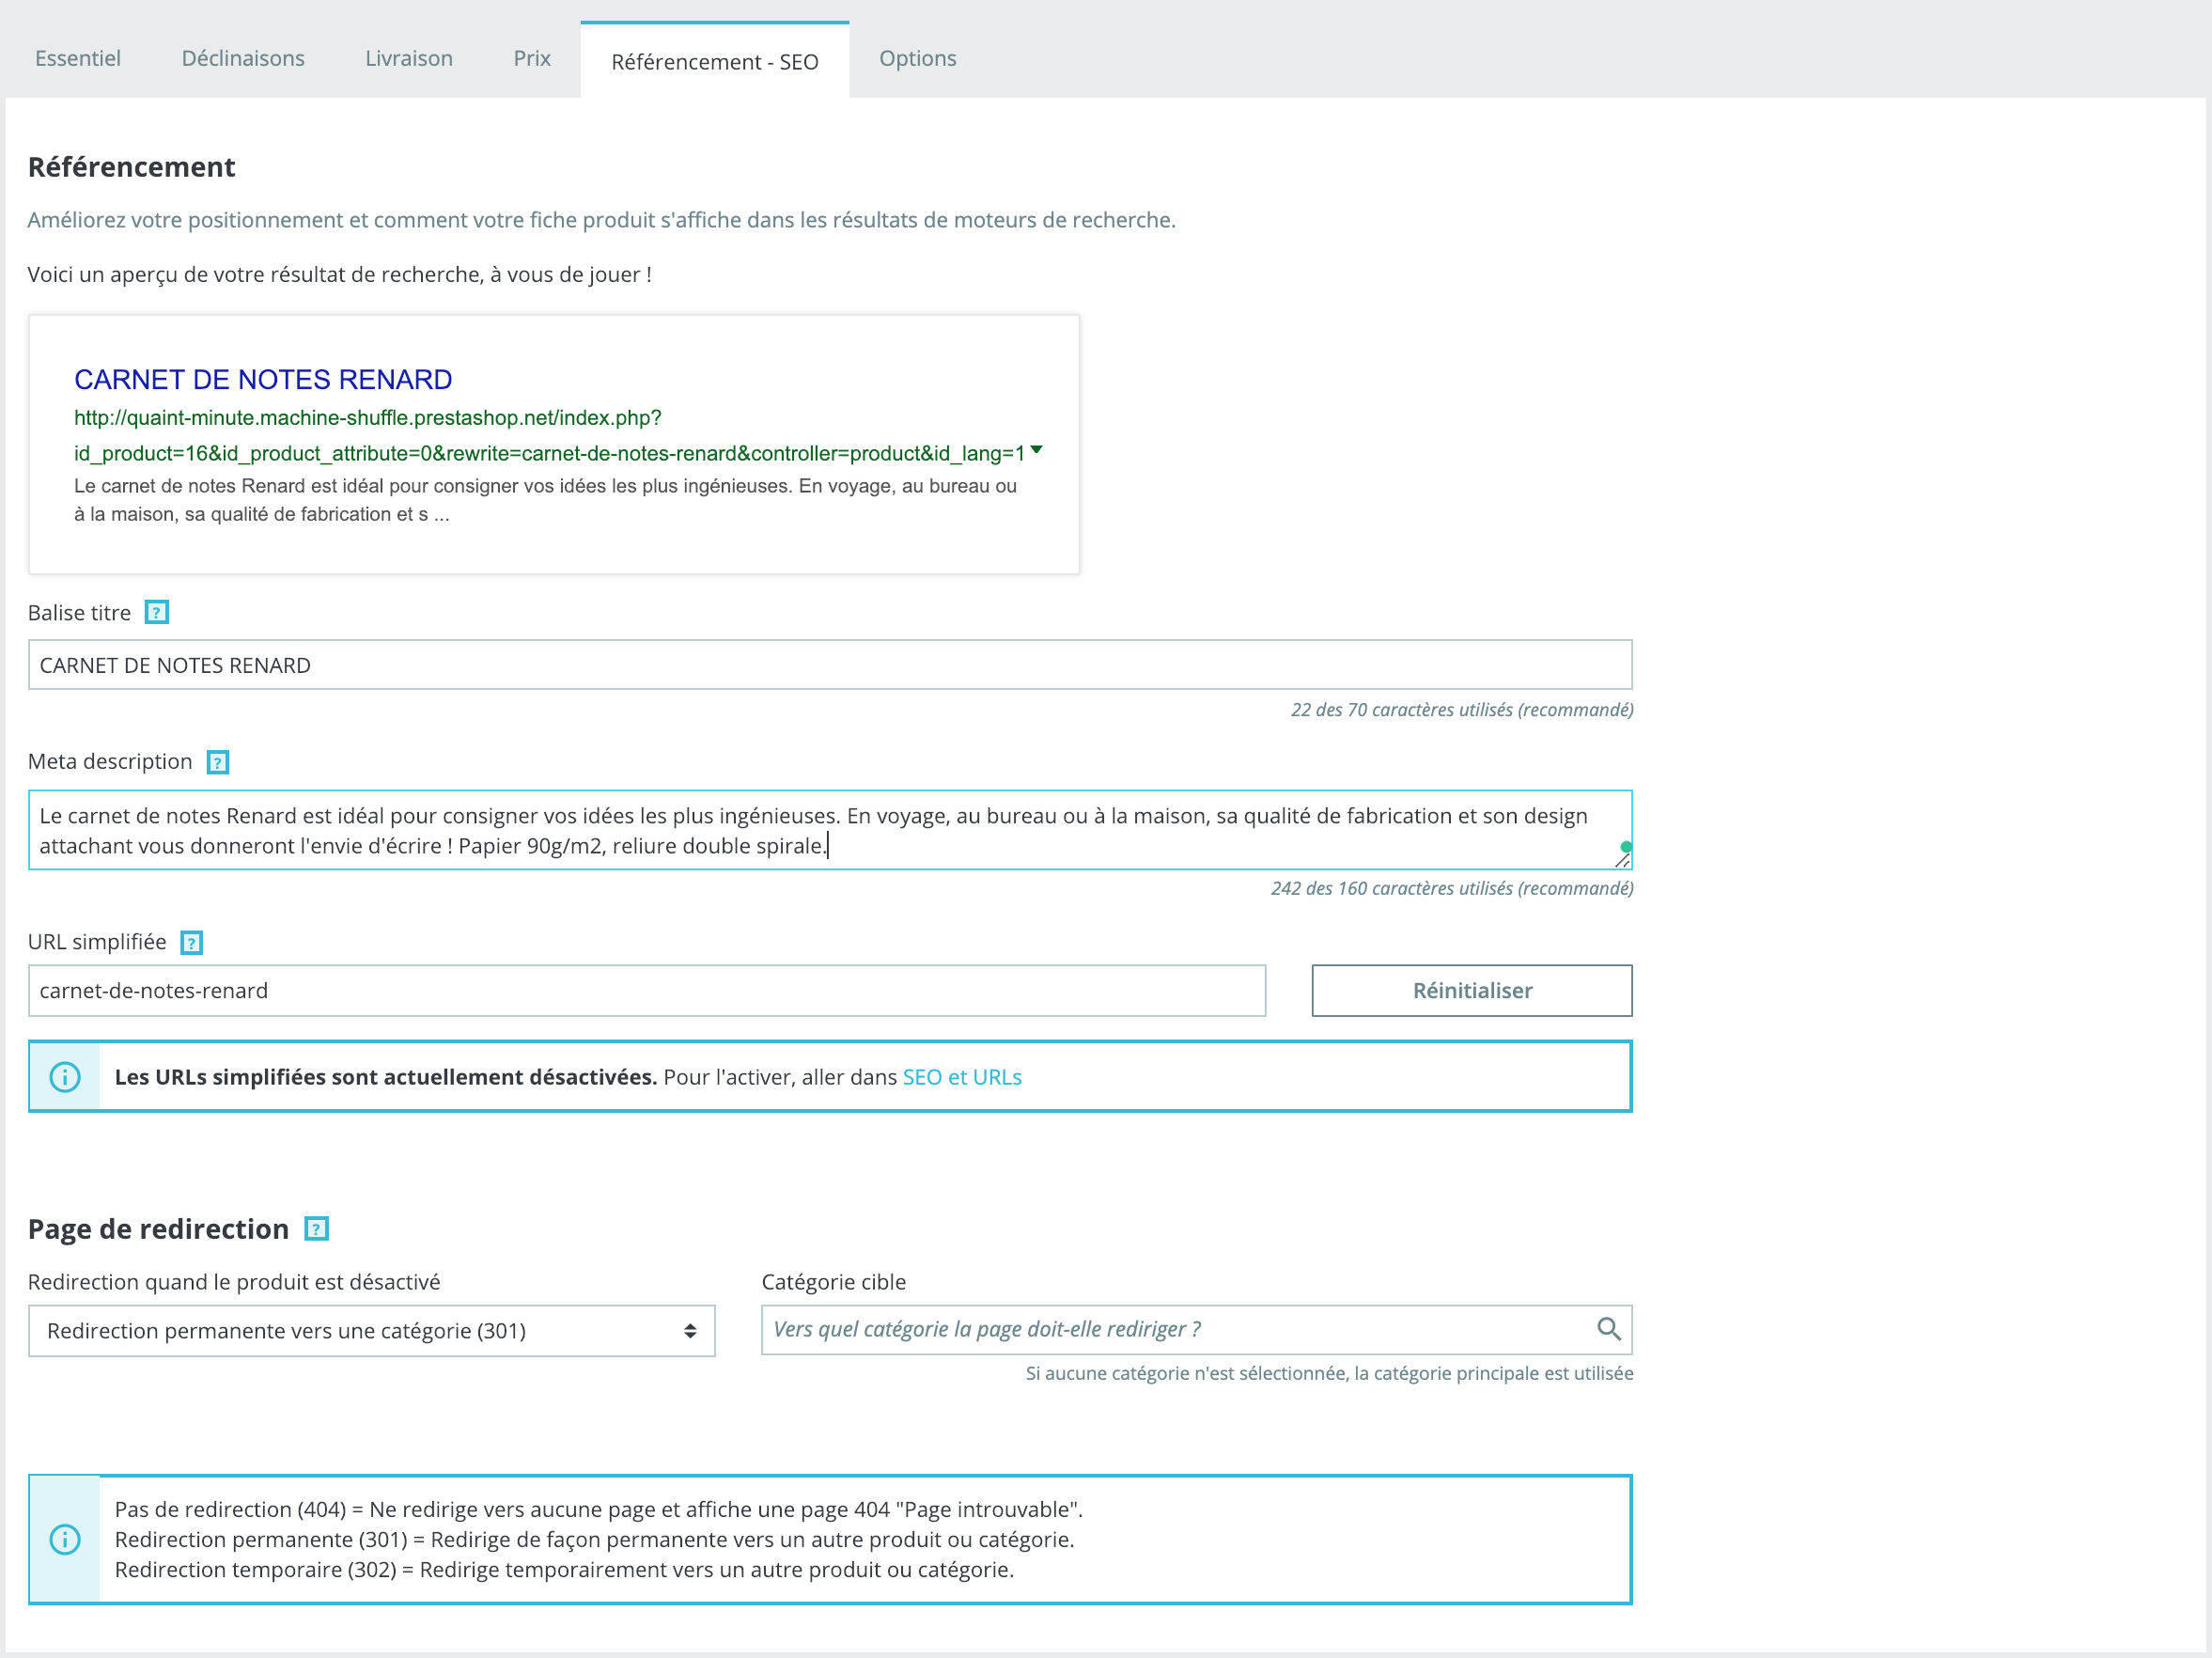 Essentiel Déclinaisons Livraison Prix Référencement - SEO Options
Référencement
Améliorez votre positionnement et comment votre fiche produit s'affiche dans les résultats de moteurs de recherche.
Voici un aperçu de votre résultat de recherche, à vous de jouer !
CARNET DE NOTES RENARD
http://quaint-minute.machine-shuffle.prestashop.net/index.php?
id_product=16&id_product_attribute=0&rewrite=carnet-de-notes-renard&controller=product&id_lang=1
Le carnet de notes Renard est idéal pour consigner vos idées les plus ingénieuses. En voyage, au bureau ou
à la maison, sa qualité de fabrication et s ...
Balise titre ?
CARNET DE NOTES RENARD
22 des 70 caractères utilisés (recommandé)
Meta description ?
Le carnet de notes Renard est idéal pour consigner vos idées les plus ingénieuses. En voyage, au bureau ou à la maison, sa qualité de fabrication et son design
attachant vous donneront l'envie d'écrire ! Papier 90g/m2, reliure double spirale.
242 des 160 caractères utilisés (recommandé)
URL simplifiée ?
carnet-de-notes-renard
Réinitialiser
Les URLs simplifiées sont actuellement désactivées. Pour l'activer, aller dans SEO et URLs
Page de redirection ?
Redirection quand le produit est désactivé
Redirection permanente vers une catégorie (301)
Catégorie cible
Vers quel catégorie la page doit-elle rediriger ?
Si aucune catégorie n'est sélectionnée, la catégorie principale est utilisée
Pas de redirection (404) = Ne redirige vers aucune page et affiche une page 404 "Page introuvable".
Redirection permanente (301) = Redirige de façon permanente vers un autre produit ou catégorie.
Redirection temporaire (302) = Redirige temporairement vers un autre produit ou catégorie.